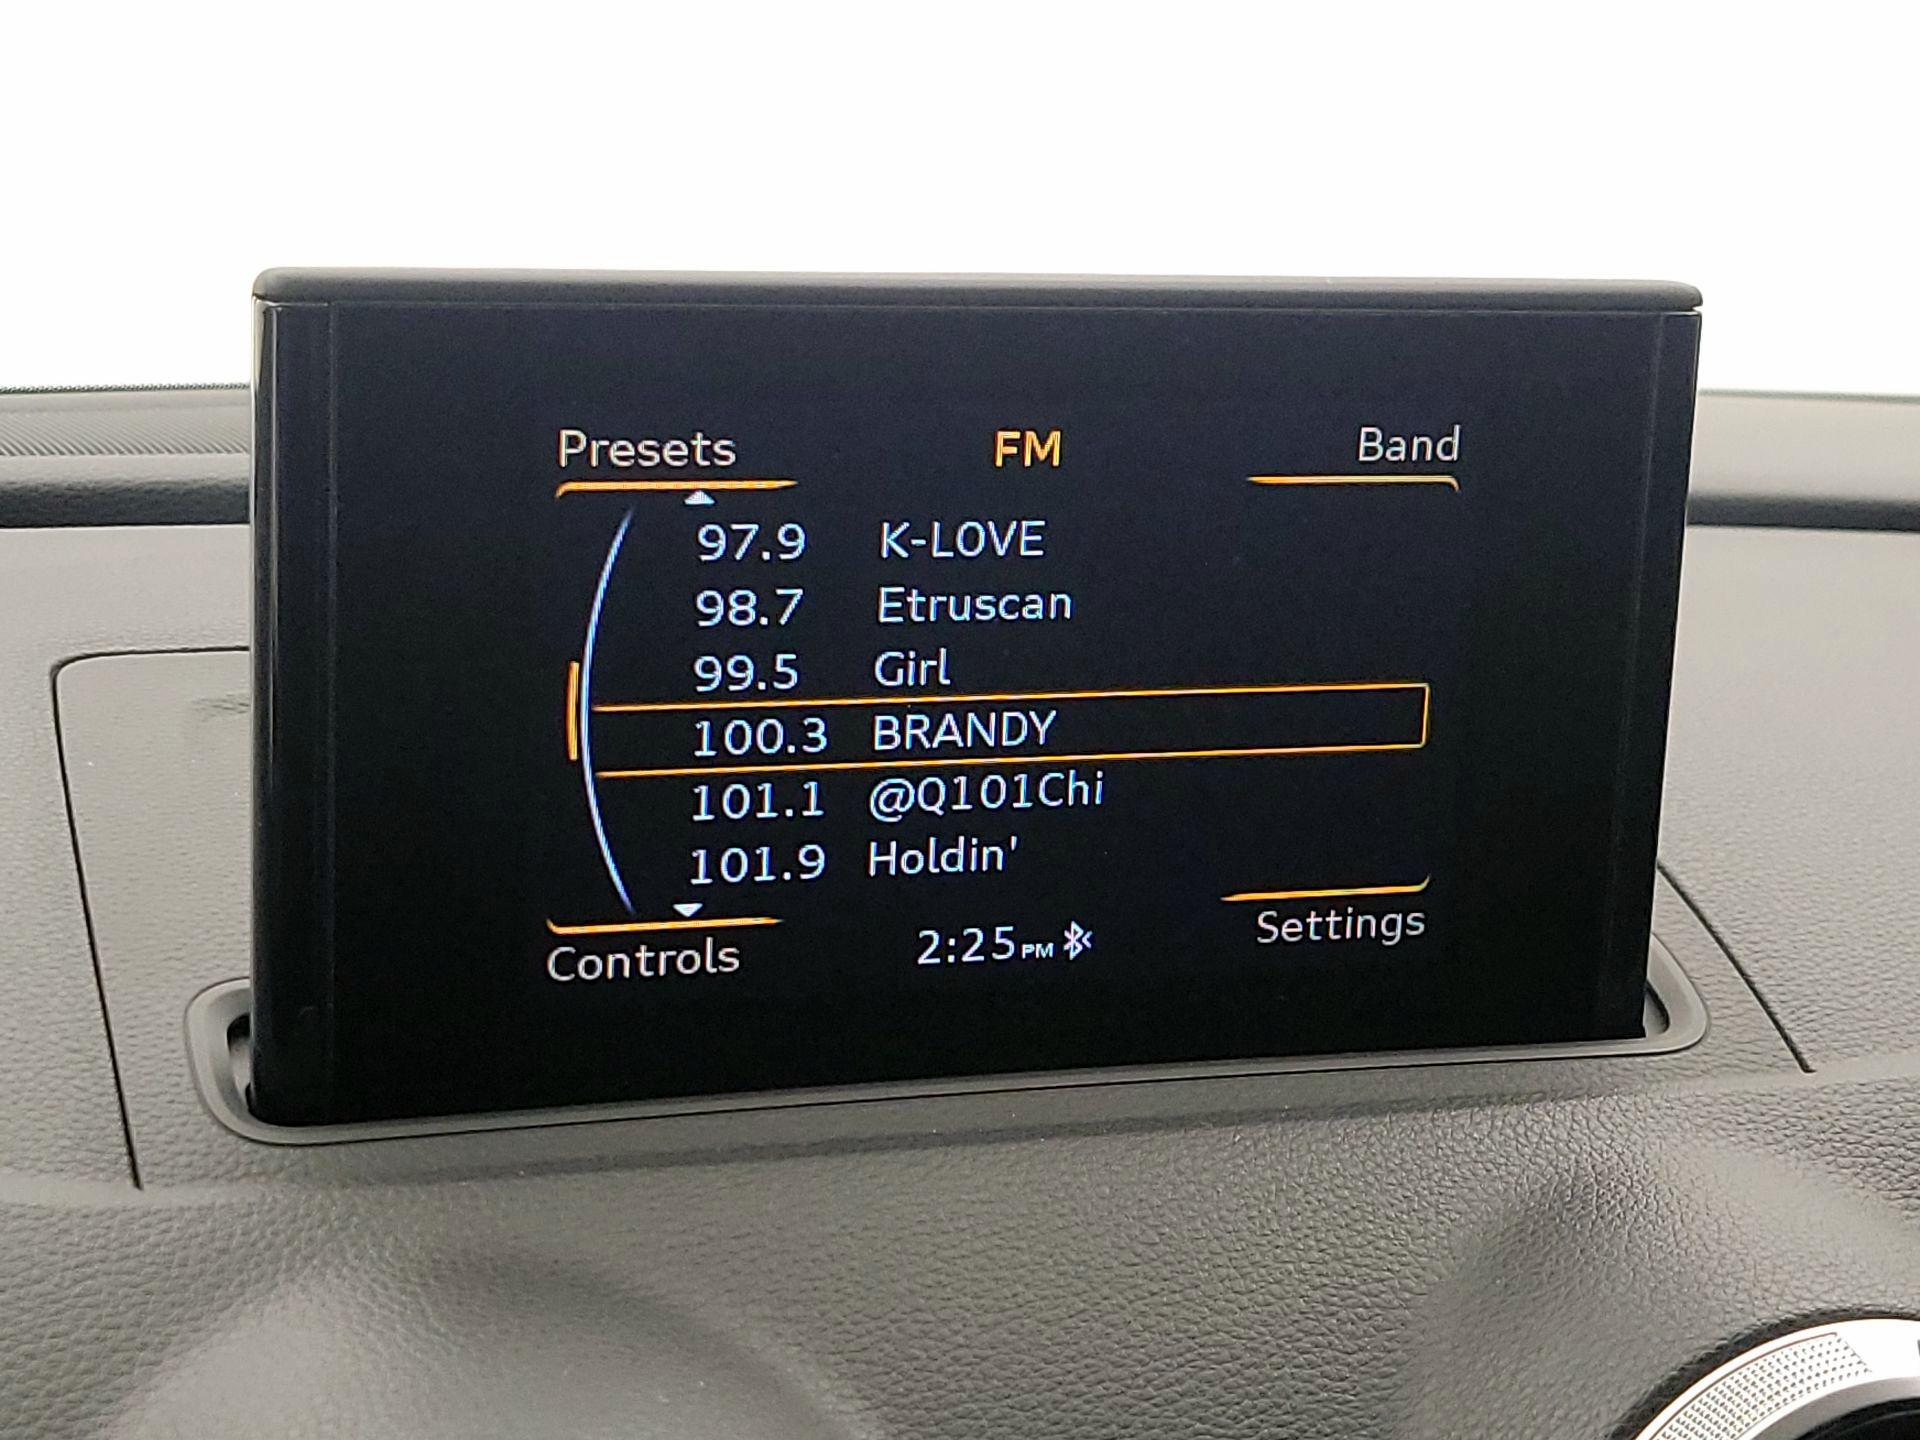 Presets FM Band
97.9 K-LOVE
98.7 Etruscan
99.5 Girl
100.3 BRANDY
101.1 @Q101Chi
101.9 Holdin'
2:25 PM
Controls Settings